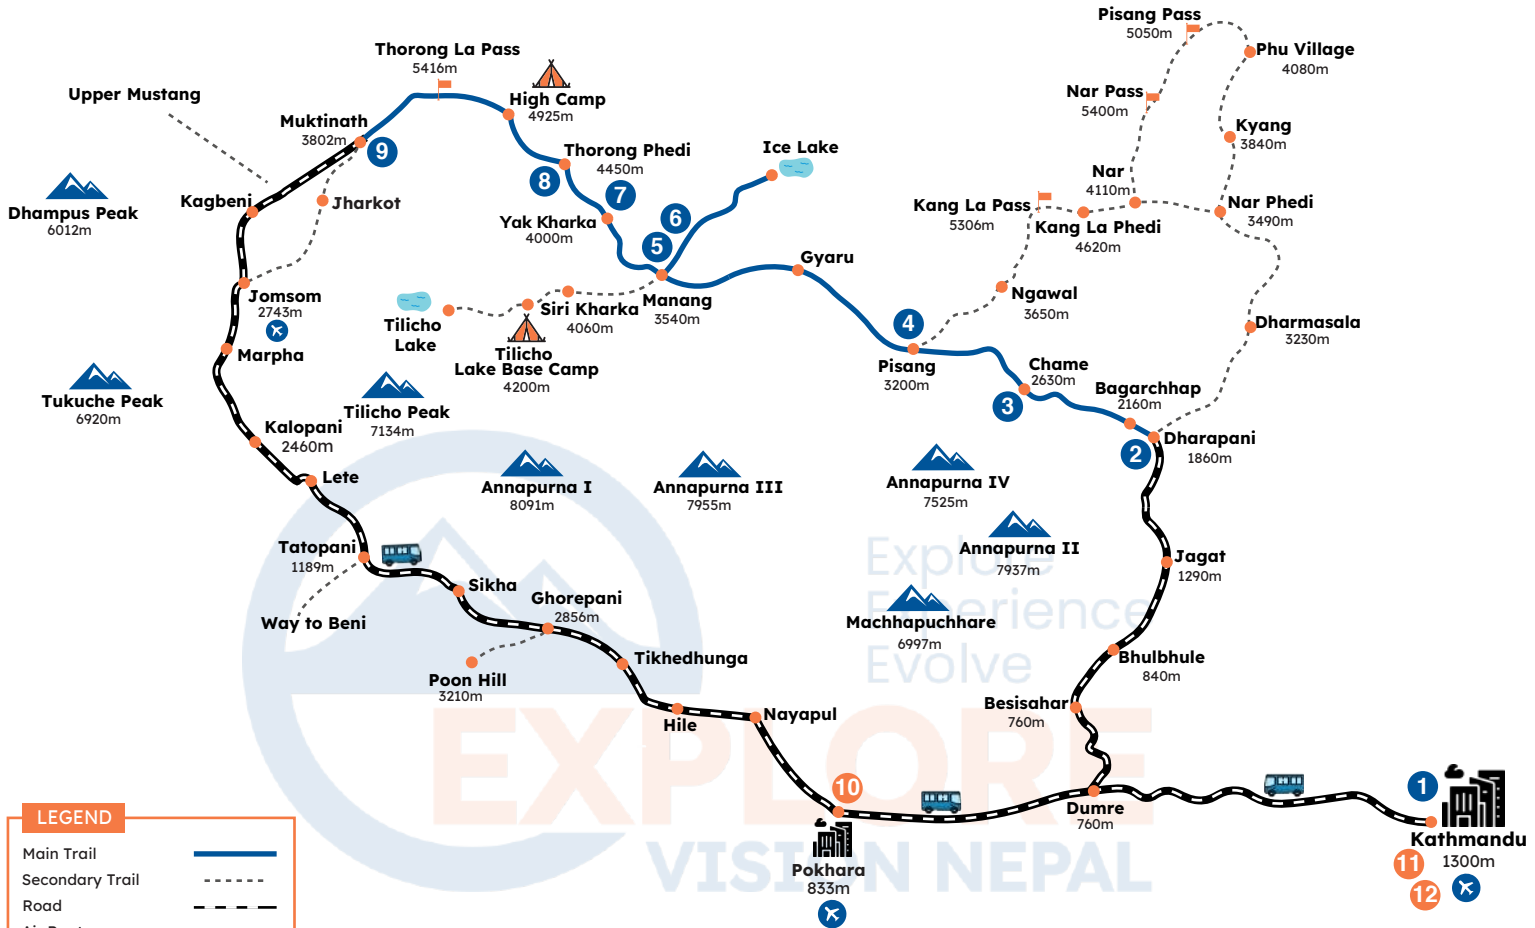 Pisang Pass
5050m
Phu Village
4080m
Thorong La Pass
5416m
Upper Mustang
High Camp
4925m
Nar Pass
5400m
Muktinath
3802m
9
Kyang
3840m
Ice Lake
Thorong Phedi
4450m
8
7
Nar
4110m
Dhampus Peak
6012m
Kagbeni
Jharkot
Yak Kharka
4000m
6
5
Kang La Pass
5306m
Kang La Phedi
4620m
Nar Phedi
3490m
Gyaru
Jomsom
2743m
Manang
3540m
Siri Kharka
4060m
Ngawal
3650m
Tilicho
Lake
Tilicho
Lake Base Camp
4200m
4
Pisang
3200m
Dharmasala
3230m
Marpha
Chame
2630m
3
Bagarchhap
2160m
Tukuche Peak
6920m
Tilicho Peak
7134m
Kalopani
2460m
2
Dharapani
1860m
Lete
Annapurna I
8091m
Annapurna III
7955m
Annapurna IV
7525m
Annapurna II
7937m
Tatopani
1189m
Jagat
1290m
Explore
Experience
Evolve
Sikha
Ghorepani
2856m
Machhapuchhare
6997m
Way to Beni
Tikhedhunga
Bhulbhule
840m
Poon Hill
3210m
Besisahar
760m
Hile
Nayapul
EXPLORE
VISION NEPAL
10
Pokhara
833m
Dumre
760m
1
Kathmandu
1300m
11
12
LEGEND
Main Trail
Secondary Trail
Road